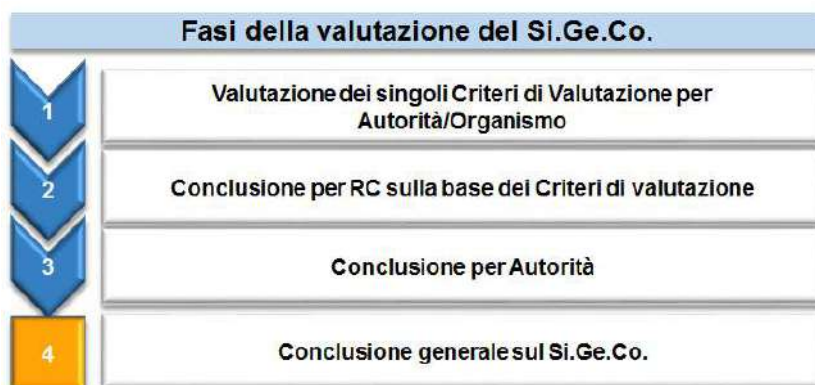 Fasi della valutazione del Si.Ge.Co.
1
Valutazione dei singoli Criteri di Valutazione per
Autorità/Organismo
2
Conclusione per RC sulla base dei Criteri di valutazione
3
Conclusione per Autorità
4
Conclusione generale sul Si.Ge.Co.